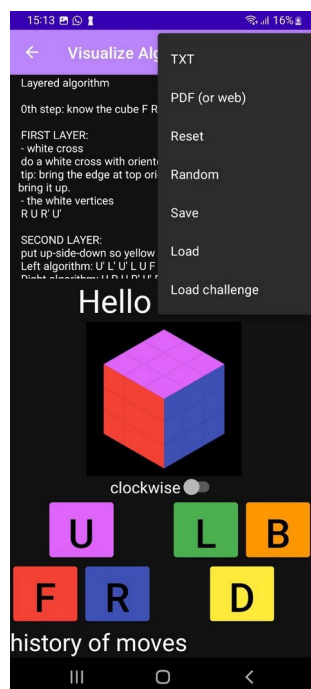 15:13 16%
Visualize Alg
TXT
PDF (or web)
Reset
Random
Save
Load
Load challenge
Layered algorithm
0th step: know the cube F R
FIRST LAYER:
- white cross
do a white cross with oriente
tip: bring the edge at top ori
bring it up.
- the white vertices
R U R' U'
SECOND LAYER:
put up-side-down so yellow
Left algorithm: U' L' U' L U F
Hello
clockwise
U L B
F R D
history of moves